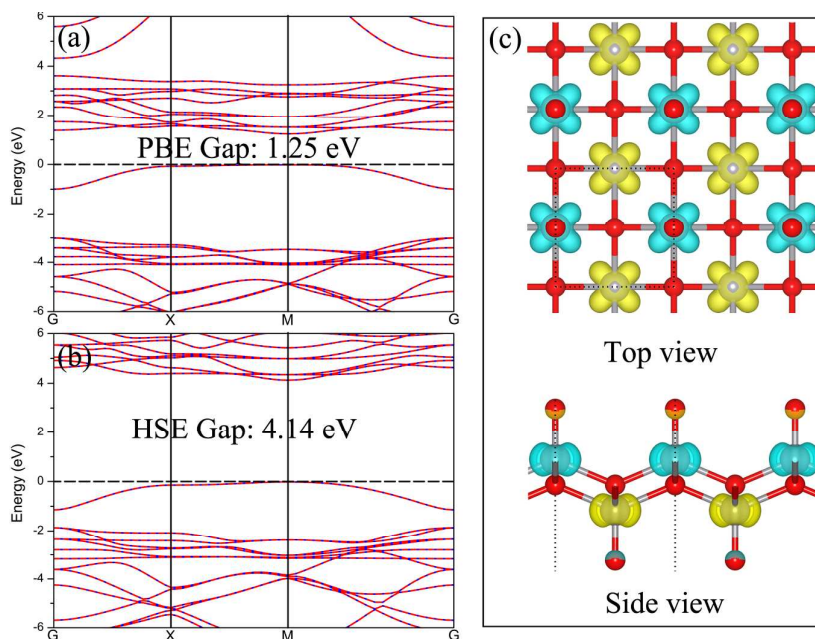 (a)
6
4
2
0
-2
-4
-6
Energy (eV)
PBE Gap: 1.25 eV
G X M G
(b)
6
4
2
0
-2
-4
-6
Energy (eV)
HSE Gap: 4.14 eV
G X M G
(c)
Top view
Side view